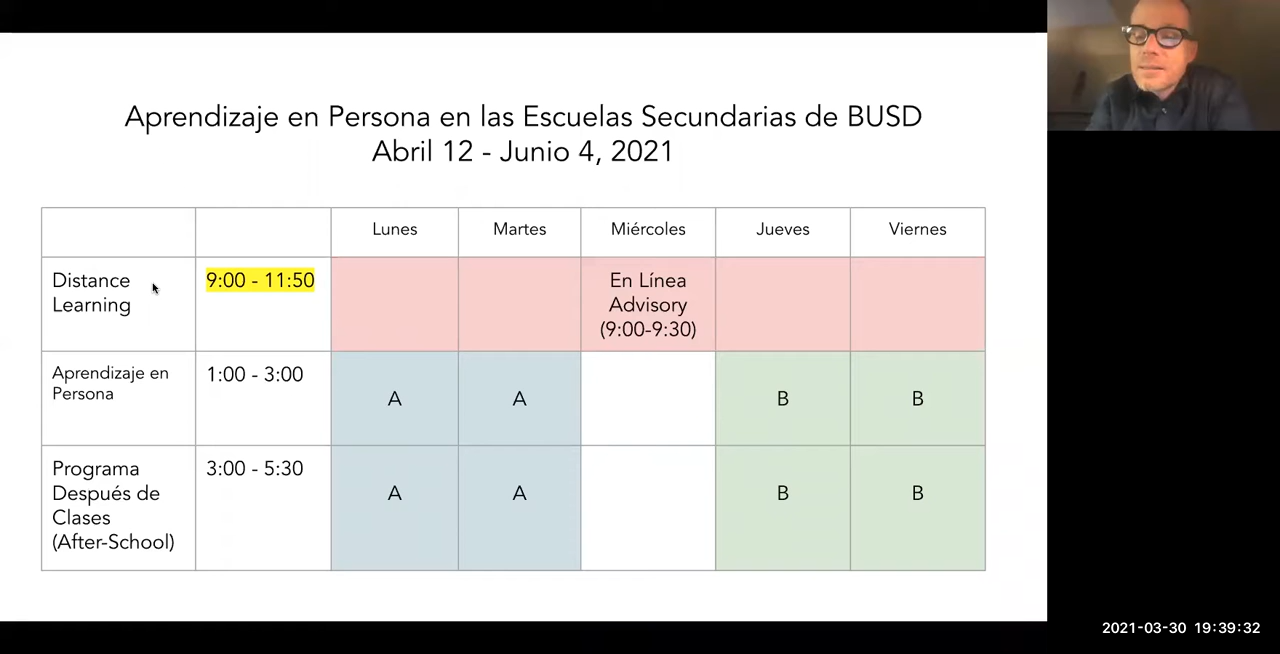 Aprendizaje en Persona en las Escuelas Secundarias de BUSD
Abril 12 - Junio 4, 2021
Lunes
Martes
Miércoles
Jueves
Viernes
Distance
Learning
9:00 - 11:50
En Línea
Advisory
(9:00-9:30)
Aprendizaje en
Persona
1:00 - 3:00
A
A
B
B
Programa
Después de
Clases
(After-School)
3:00 - 5:30
A
A
B
B
2021-03-30 19:39:32